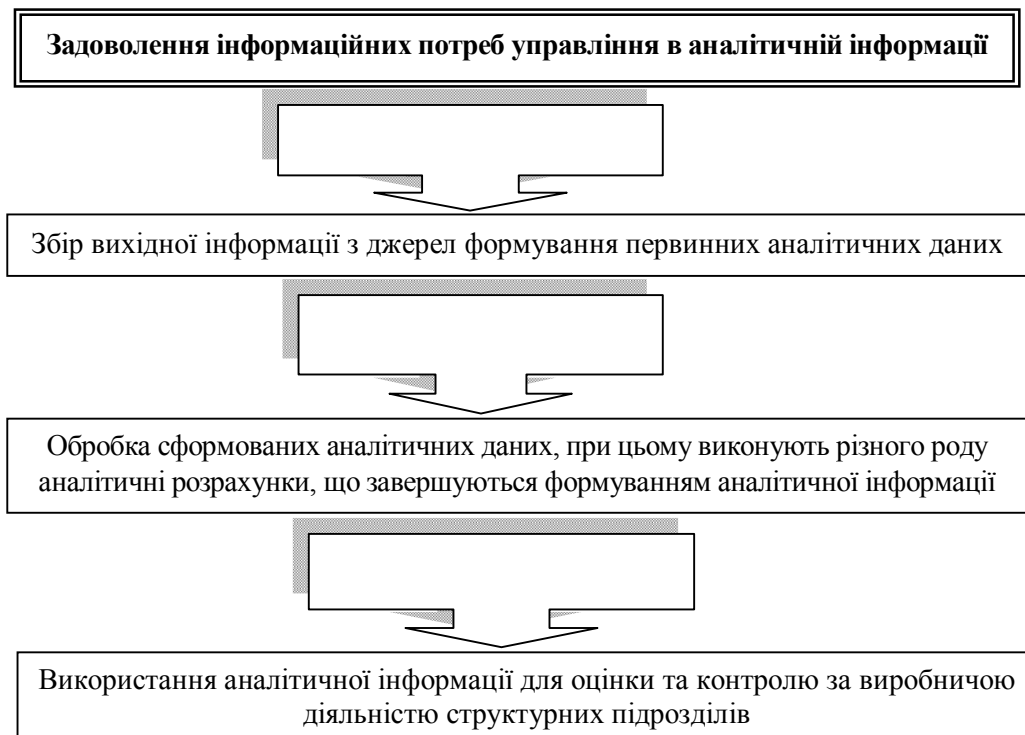 Задоволення інформаційних потреб управління в аналітичній інформації
Збір вихідної інформації з джерел формування первинних аналітичних даних
Обробка сформованих аналітичних даних, при цьому виконують різного роду
аналітичні розрахунки, що завершуються формуванням аналітичної інформації
Використання аналітичної інформації для оцінки та контролю за виробничою
діяльністю структурних підрозділів